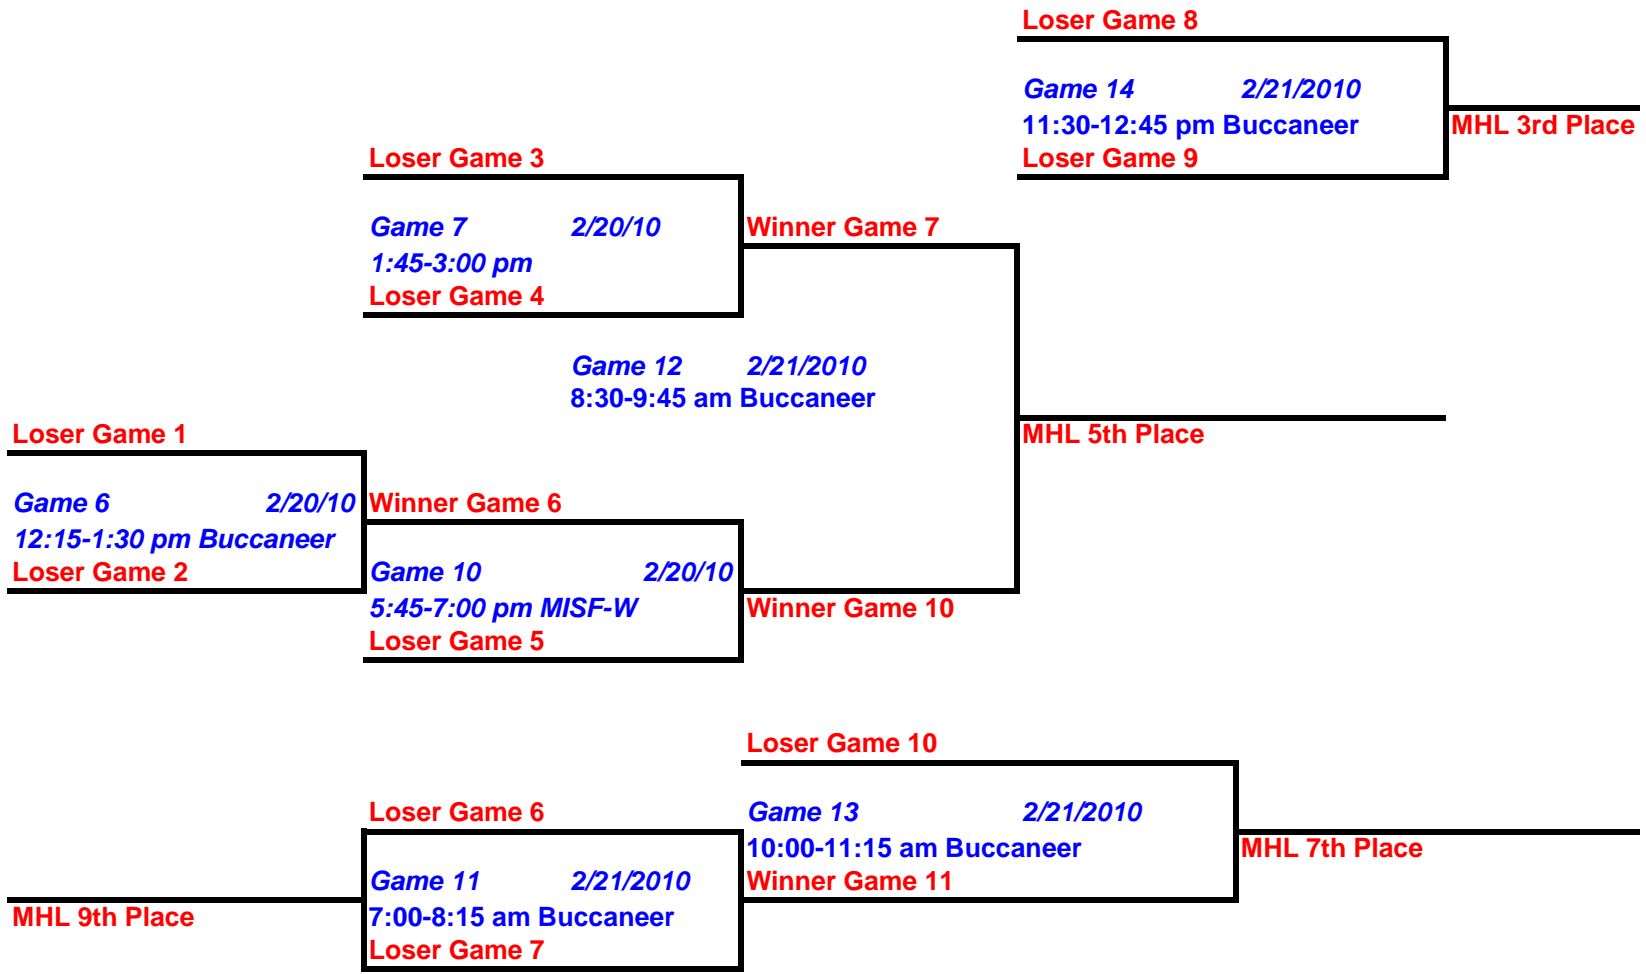 Loser Game 8
Game 14 2/21/2010
11:30-12:45 pm Buccaneer
MHL 3rd Place
Loser Game 9
Loser Game 3
Game 7 2/20/10
1:45-3:00 pm
Loser Game 4
Winner Game 7
Game 12 2/21/2010
8:30-9:45 am Buccaneer
MHL 5th Place
Loser Game 1
Game 6 2/20/10
12:15-1:30 pm Buccaneer
Loser Game 2
Winner Game 6
Game 10 2/20/10
5:45-7:00 pm MISF-W
Loser Game 5
Winner Game 10
Loser Game 10
Game 13 2/21/2010
10:00-11:15 am Buccaneer
Winner Game 11
MHL 7th Place
Loser Game 6
Game 11 2/21/2010
7:00-8:15 am Buccaneer
Loser Game 7
MHL 9th Place